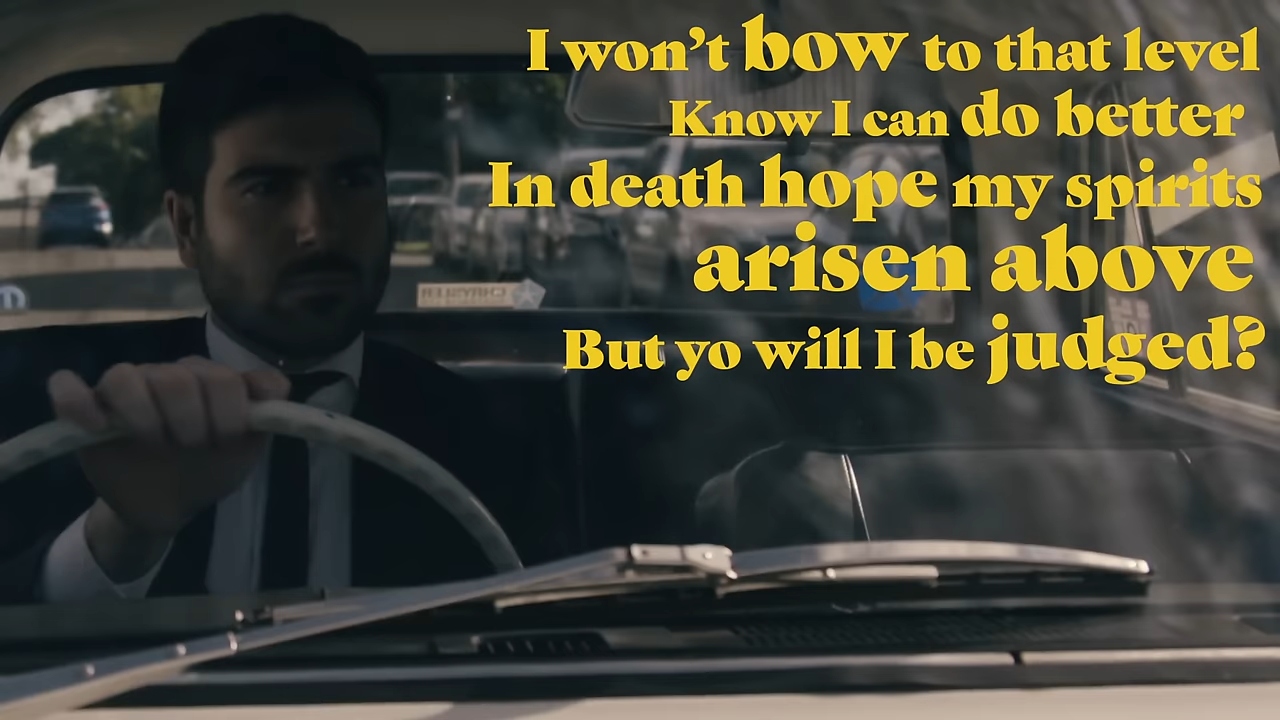 I won’t bow to that level
Know I can do better
In death hope my spirits
arisen above
But yo will I be judged?
CHRYSLER